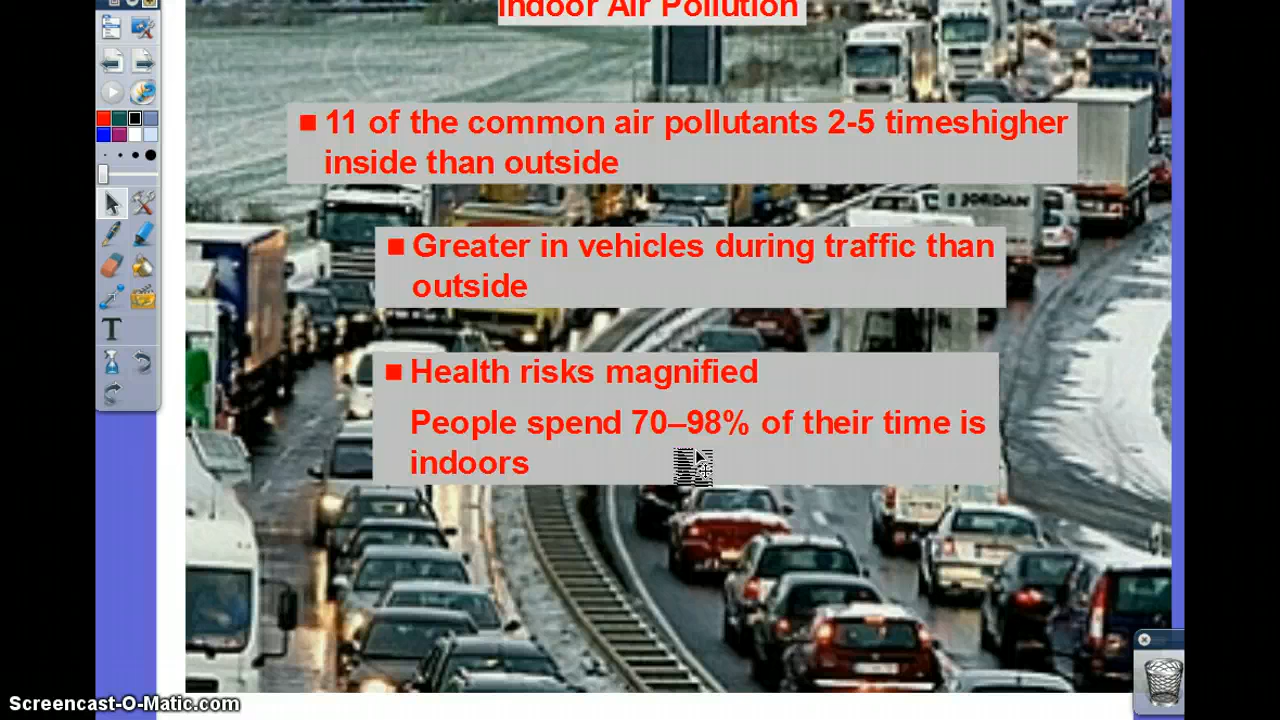 Indoor Air Pollution
■ 11 of the common air pollutants 2-5 timeshigher
inside than outside
JORDAN
■ Greater in vehicles during traffic than
outside
■ Health risks magnified
People spend 70–98% of their time is
indoors
T
Screencast-O-Matic.com